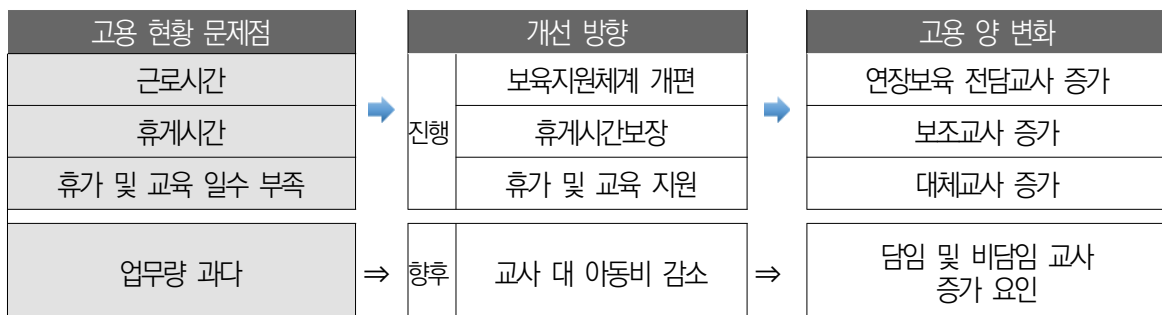 고용 현황 문제점
개선 방향
고용 양 변화
근로시간
보육지원체계 개편
연장보육 전담교사 증가
휴게시간
진행
휴게시간보장
보조교사 증가
휴가 및 교육 일수 부족
휴가 및 교육 지원
대체교사 증가
업무량 과다
⇒
향후
교사 대 아동비 감소
⇒
담임 및 비담임 교사
증가 요인